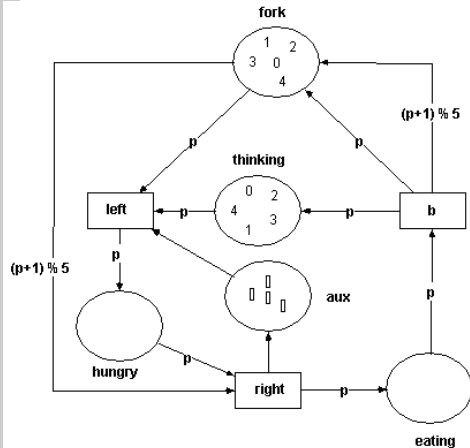 fork
1 2
3 0
4
p
p
(p+1) % 5
thinking
0 2
4 3
1
left
p
p
b
p
(p+1) % 5
aux
p
hungry
p
right
p
eating